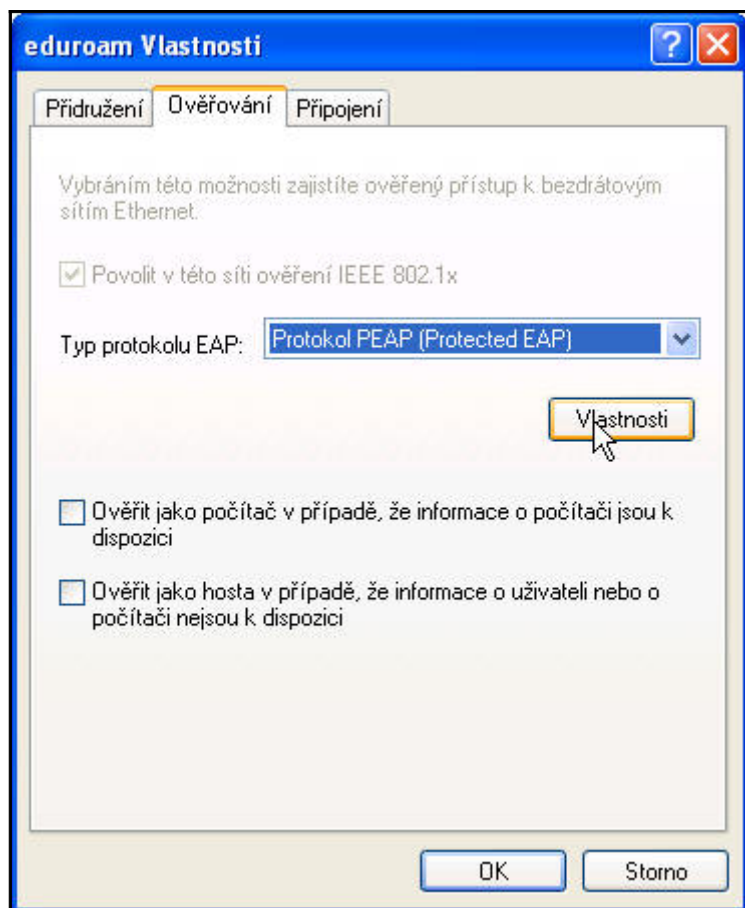 eduroam Vlastnosti
Přidružení Ověřování Připojení
Vybráním této možnosti zajistíte ověřený přístup k bezdrátovým
sítím Ethernet.
Povolit v této síti ověření IEEE 802.1x
Typ protokolu EAP: Protokol PEAP (Protected EAP)
Vlastnosti
Ověřit jako počítač v případě, že informace o počítači jsou k
dispozici
Ověřit jako hosta v případě, že informace o uživateli nebo o
počítači nejsou k dispozici
OK Storno